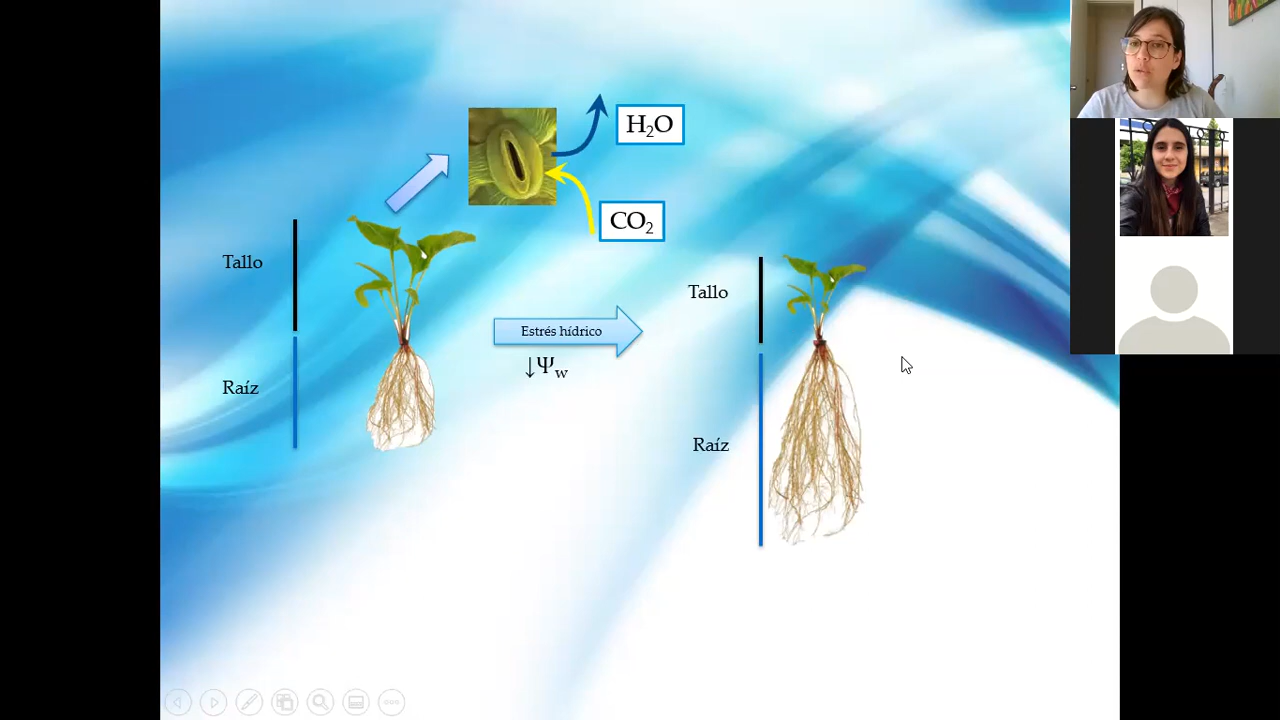 H₂O
CO₂
Tallo
Raíz
Estrés hídrico
↓Ψw
Tallo
Raíz